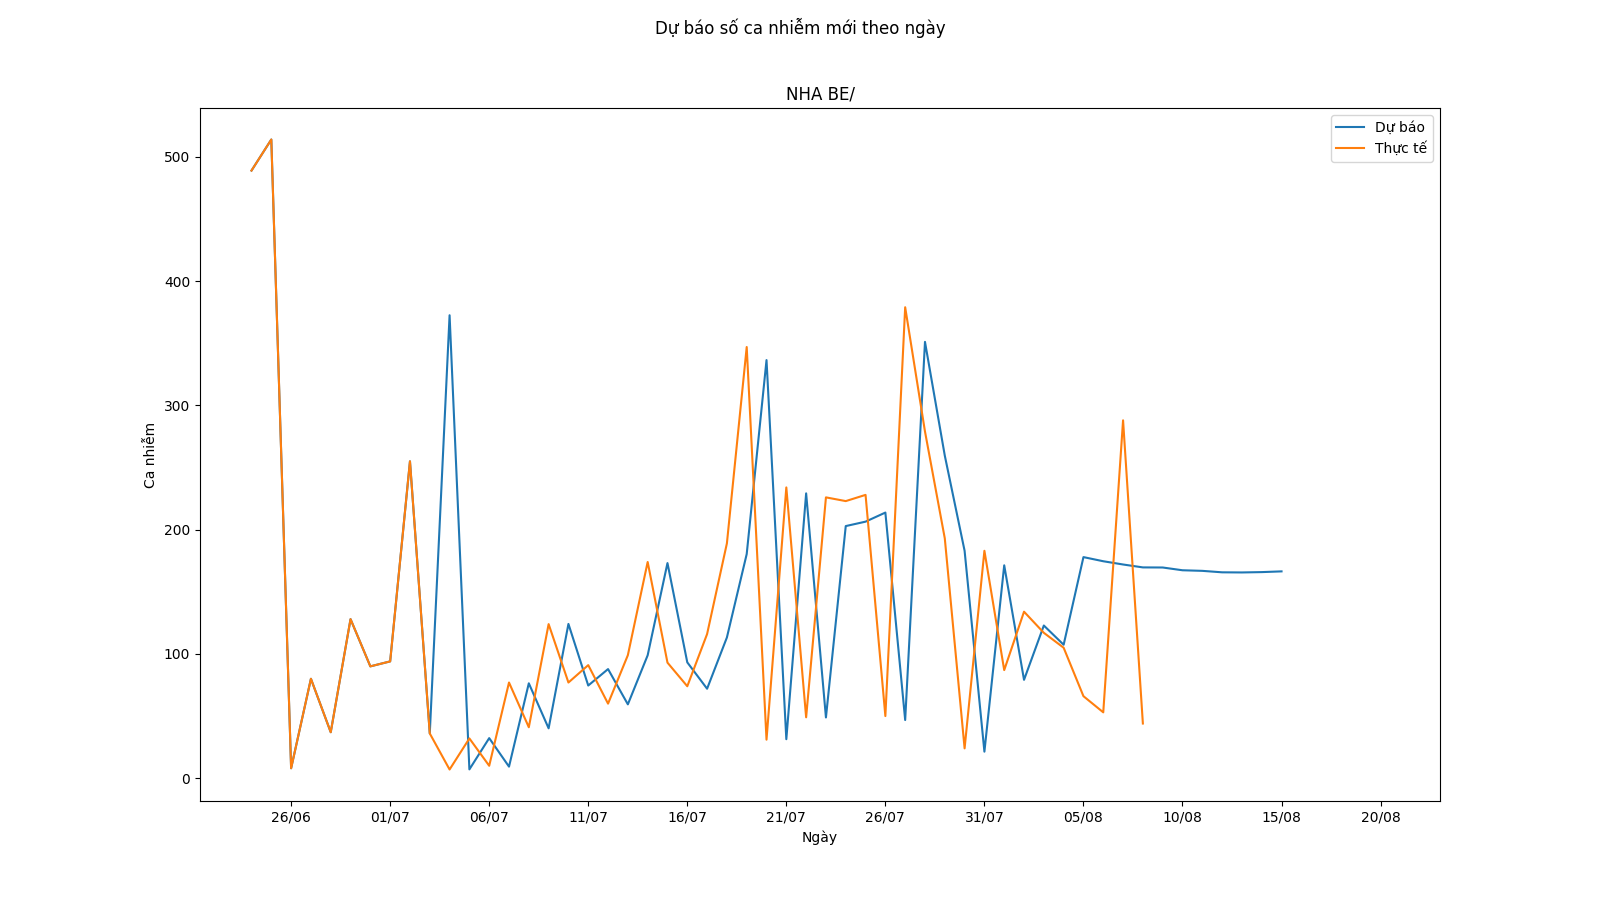 Dự báo số ca nhiễm mới theo ngày
NHA BE/
Dự báo
Thực tế
500
400
300
200
100
0
Ca nhiễm
26/06 01/07 06/07 11/07 16/07 21/07 26/07 31/07 05/08 10/08 15/08 20/08
Ngày